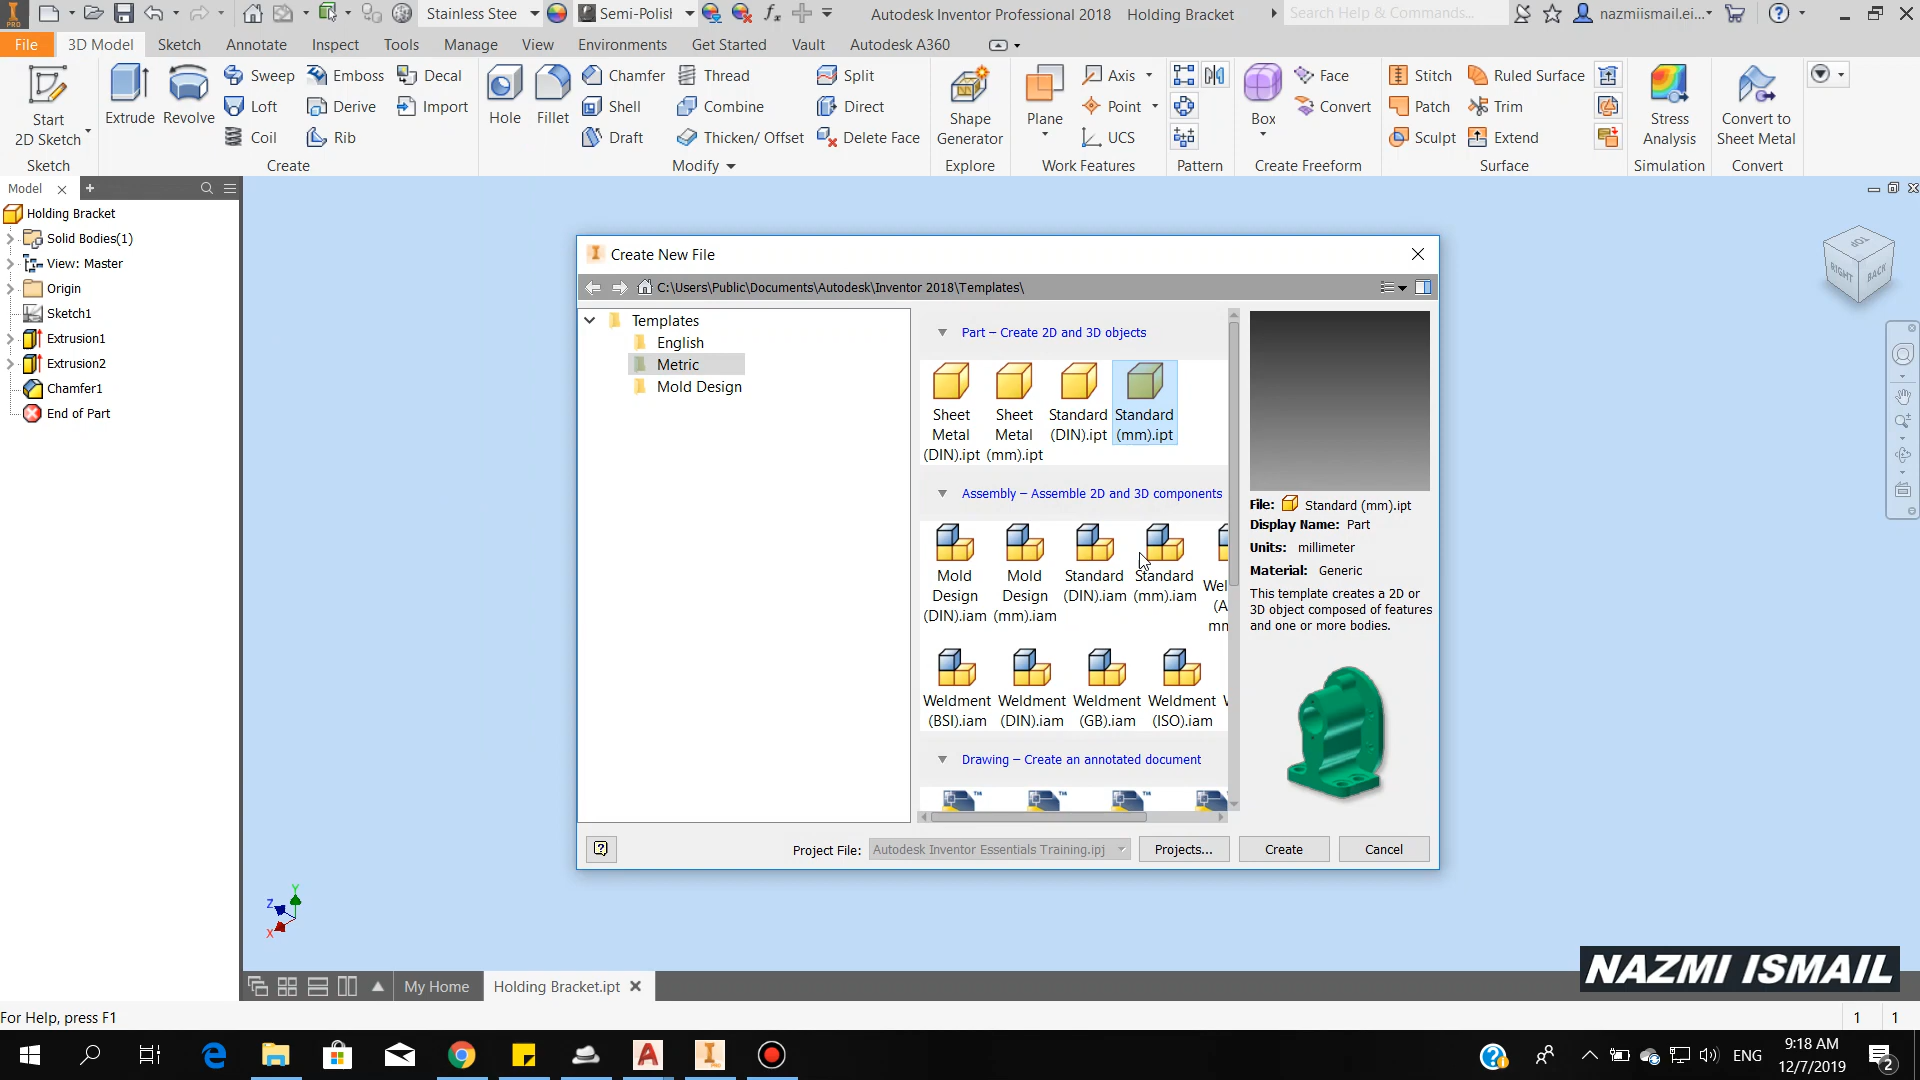 PRO
Stainless Stee
Semi-Polisl
Autodesk Inventor Professional 2018 Holding Bracket
Search Help & Commands...
nazmiismail.ei...
File
3D Model
Sketch
Annotate
Inspect
Tools
Manage
View
Environments
Get Started
Vault
Autodesk A360
Start
2D Sketch
Extrude
Revolve
Sweep
Loft
Coil
Emboss
Derive
Rib
Decal
Import
Hole
Fillet
Chamfer
Shell
Draft
Thread
Combine
Thicken/ Offset
Split
Direct
Delete Face
Shape
Generator
Plane
Axis
Point
UCS
Box
Face
Convert
Stitch
Patch
Sculpt
Ruled Surface
Trim
Extend
Stress
Analysis
Convert to
Sheet Metal
Sketch
Create
Modify
Explore
Work Features
Pattern
Create Freeform
Surface
Simulation
Convert
Model
Holding Bracket
Solid Bodies(1)
View: Master
Origin
Sketch1
Extrusion1
Extrusion2
Chamfer1
End of Part
TOP
RIGHT
BACK
Create New File
C:\Users\Public\Documents\Autodesk\Inventor 2018\Templates\
Templates
English
Metric
Mold Design
Part – Create 2D and 3D objects
Sheet
Metal
(DIN).ipt
Sheet
Metal
(mm).ipt
Standard
(DIN).ipt
Standard
(mm).ipt
Assembly – Assemble 2D and 3D components
Mold
Design
(DIN).iam
Mold
Design
(mm).iam
Standard
(DIN).iam
Standard
(mm).iam
Wel
(A
mm
Weldment
(BSI).iam
Weldment
(DIN).iam
Weldment
(GB).iam
Weldment
(ISO).iam
Drawing – Create an annotated document
File: Standard (mm).ipt
Display Name: Part
Units: millimeter
Material: Generic
This template creates a 2D or
3D object composed of features
and one or more bodies.
Project File:
Autodesk Inventor Essentials Training.ipj
Projects...
Create
Cancel
Y
Z
X
NAZMI ISMAIL
My Home
Holding Bracket.ipt
For Help, press F1
1
1
ENG
9:18 AM
12/7/2019
2